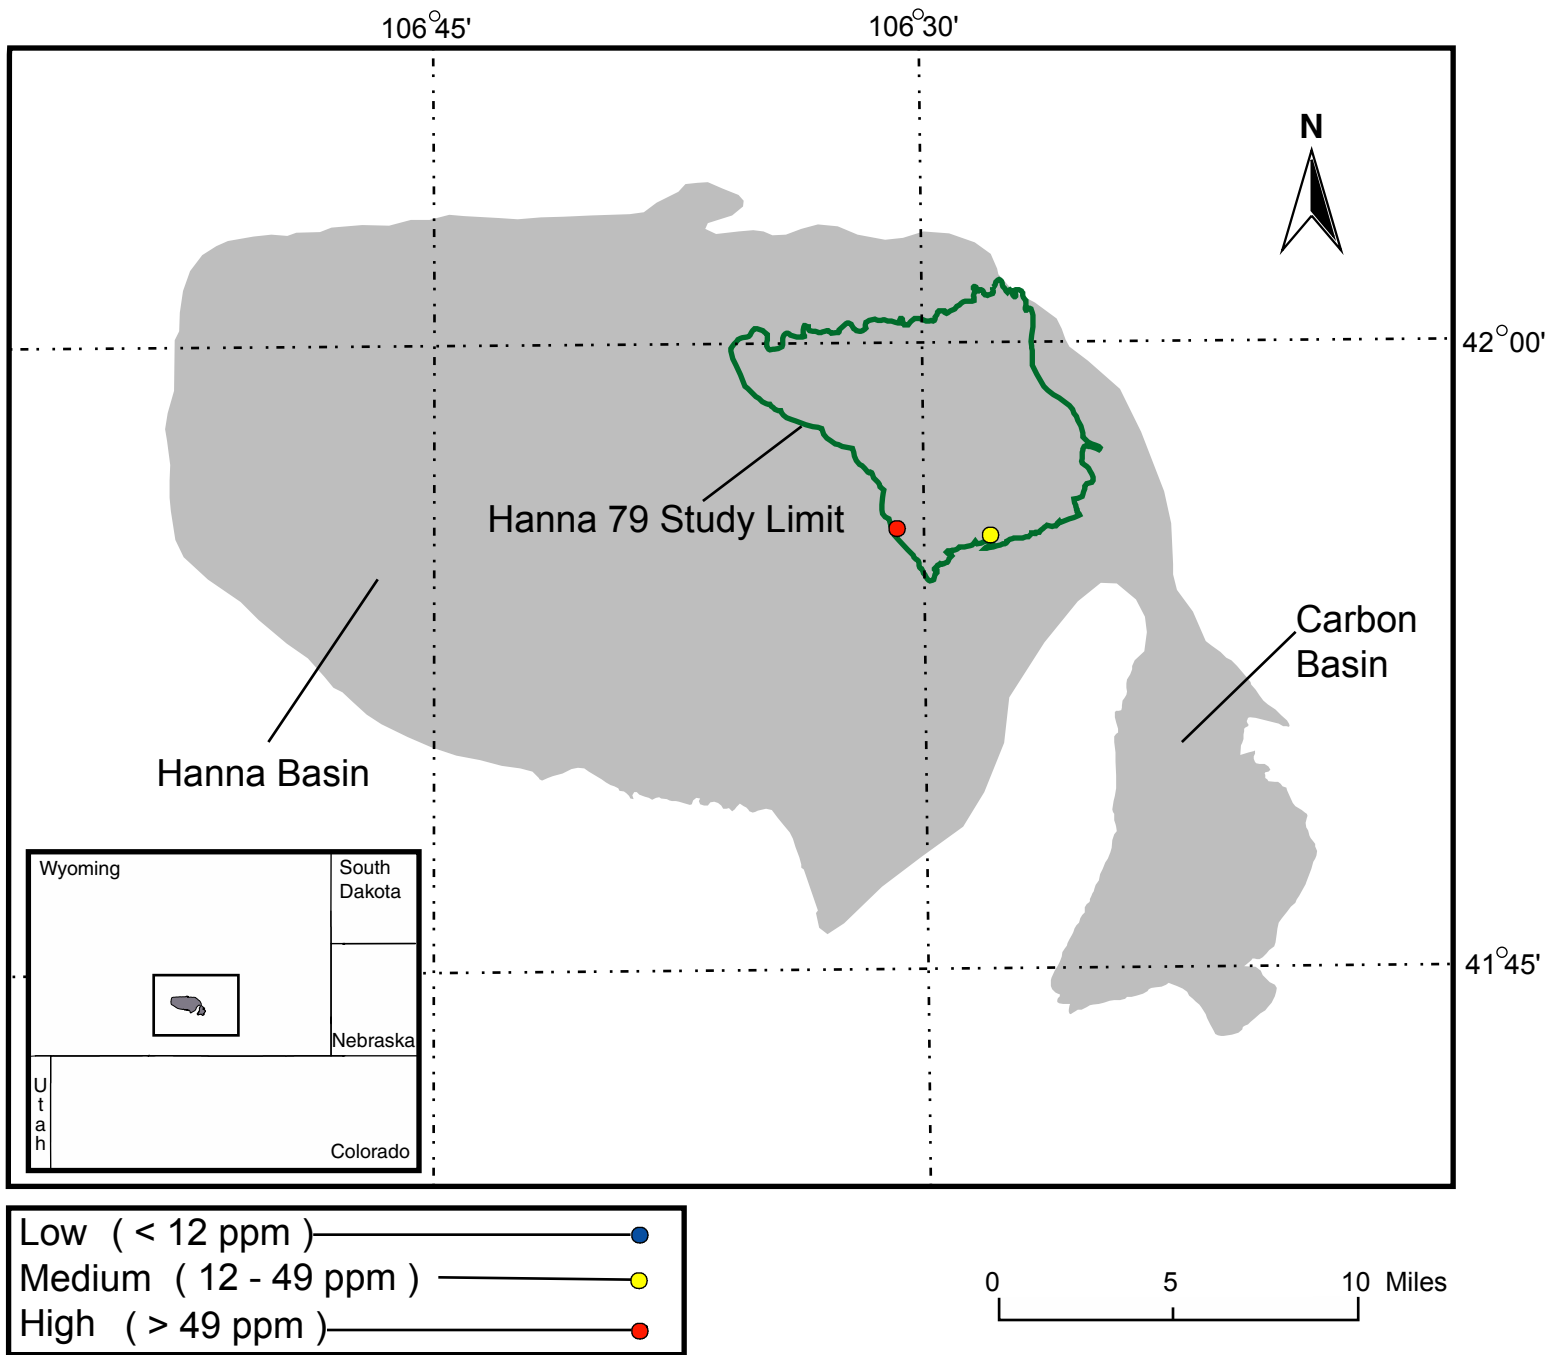 106°45'
106°30'
N
42°00'
Hanna 79 Study Limit
Carbon
Basin
Hanna Basin
Wyoming
South
Dakota
Nebraska
Utah
Colorado
41°45'
Low ( < 12 ppm )
Medium ( 12 - 49 ppm )
High ( > 49 ppm )
0 5 10 Miles